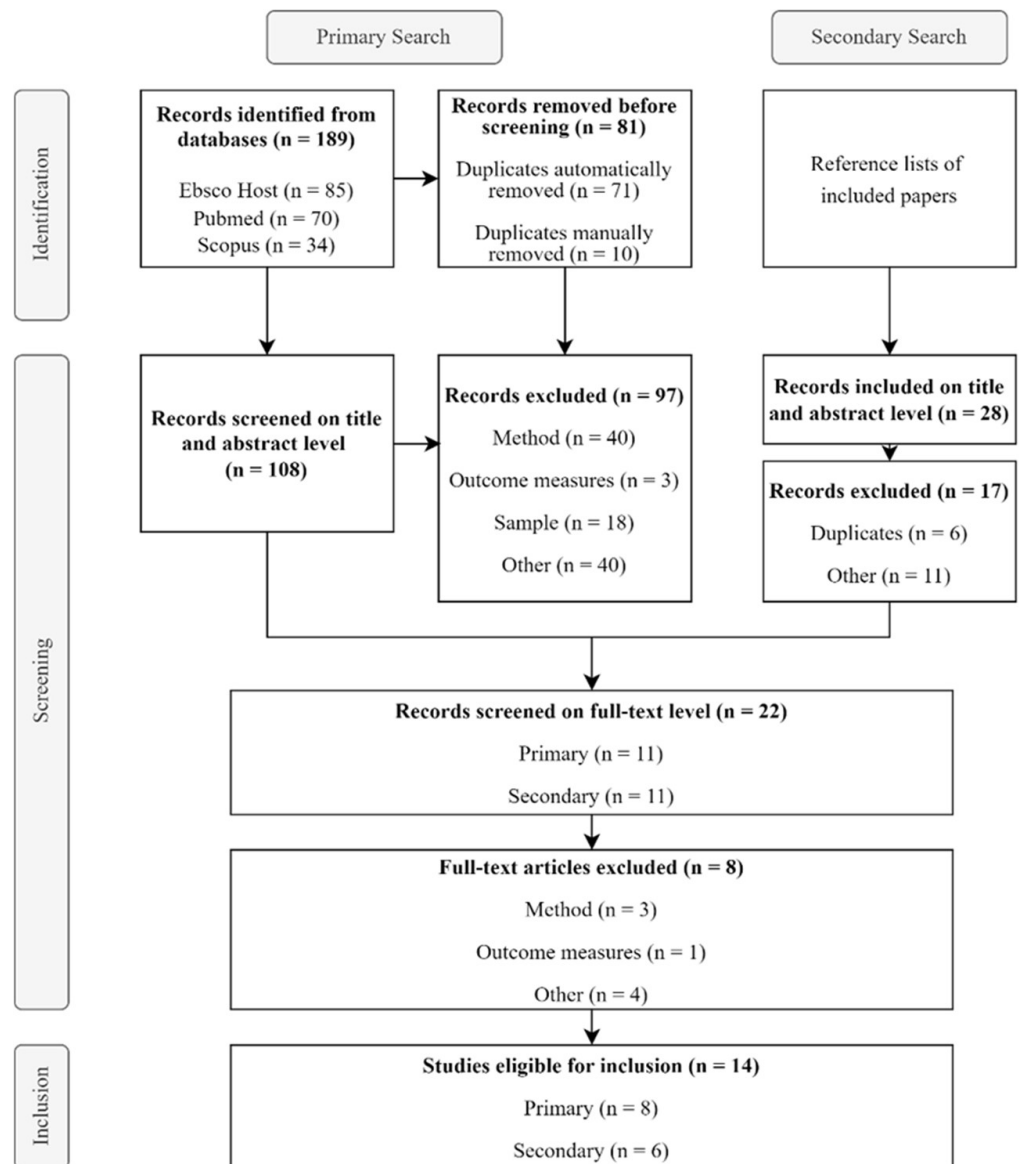 Primary Search
Secondary Search
Identification
Records identified from
databases (n = 189)
Ebsco Host (n = 85)
Pubmed (n = 70)
Scopus (n = 34)
Records removed before
screening (n = 81)
Duplicates automatically
removed (n = 71)
Duplicates manually
removed (n = 10)
Reference lists of
included papers
Screening
Records screened on title
and abstract level
(n = 108)
Records excluded (n = 97)
Method (n = 40)
Outcome measures (n = 3)
Sample (n = 18)
Other (n = 40)
Records included on title
and abstract level (n = 28)
Records excluded (n = 17)
Duplicates (n = 6)
Other (n = 11)
Records screened on full-text level (n = 22)
Primary (n = 11)
Secondary (n = 11)
Full-text articles excluded (n = 8)
Method (n = 3)
Outcome measures (n = 1)
Other (n = 4)
Inclusion
Studies eligible for inclusion (n = 14)
Primary (n = 8)
Secondary (n = 6)